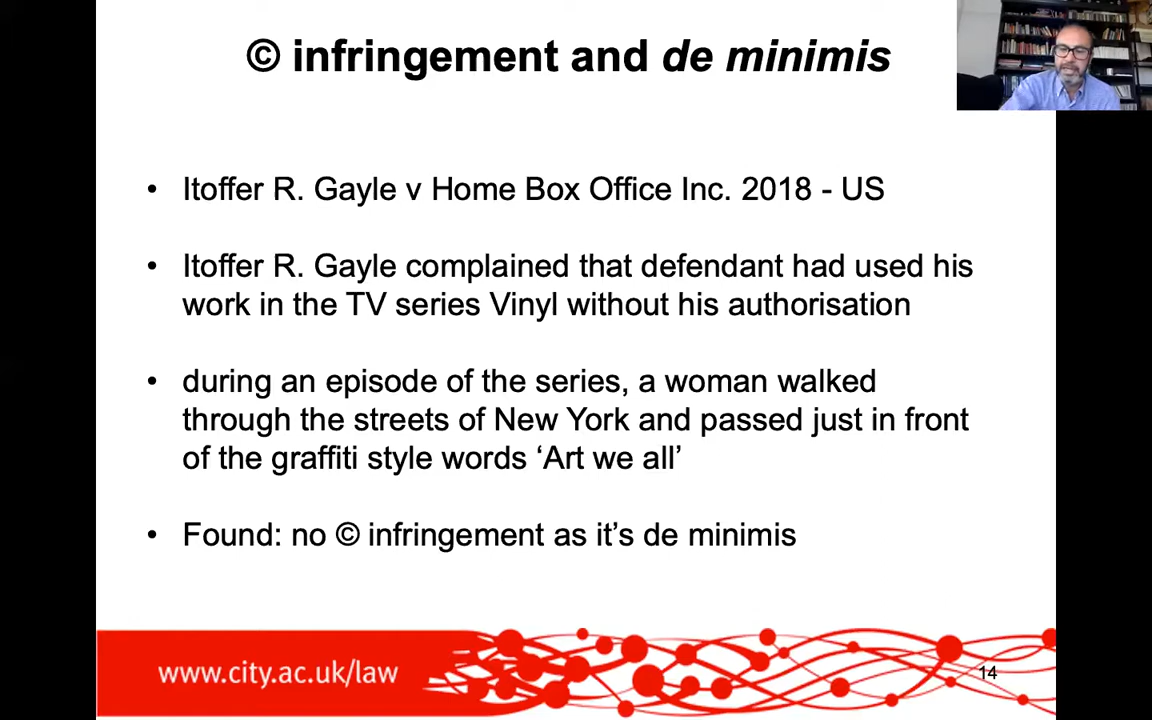 © infringement and de minimis
• Itoffer R. Gayle v Home Box Office Inc. 2018 - US
• Itoffer R. Gayle complained that defendant had used his
work in the TV series Vinyl without his authorisation
• during an episode of the series, a woman walked
through the streets of New York and passed just in front
of the graffiti style words ‘Art we all’
• Found: no © infringement as it’s de minimis
www.city.ac.uk/law
14